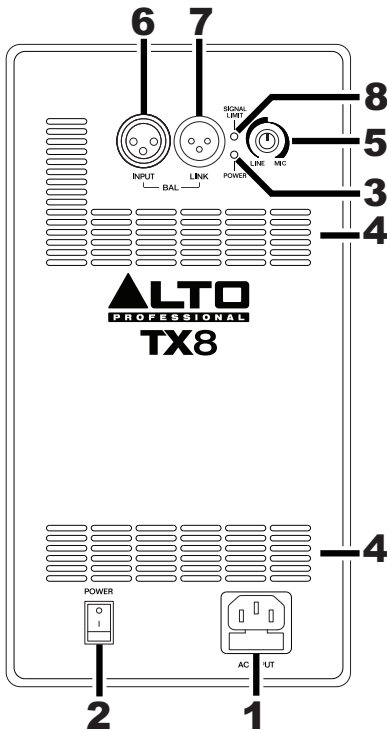 6 7
SIGNAL
LIMIT
8
5
LINE MIC
INPUT LINK
POWER
3
BAL
4
ALTO
PROFESSIONAL
TX8
4
POWER
2
1